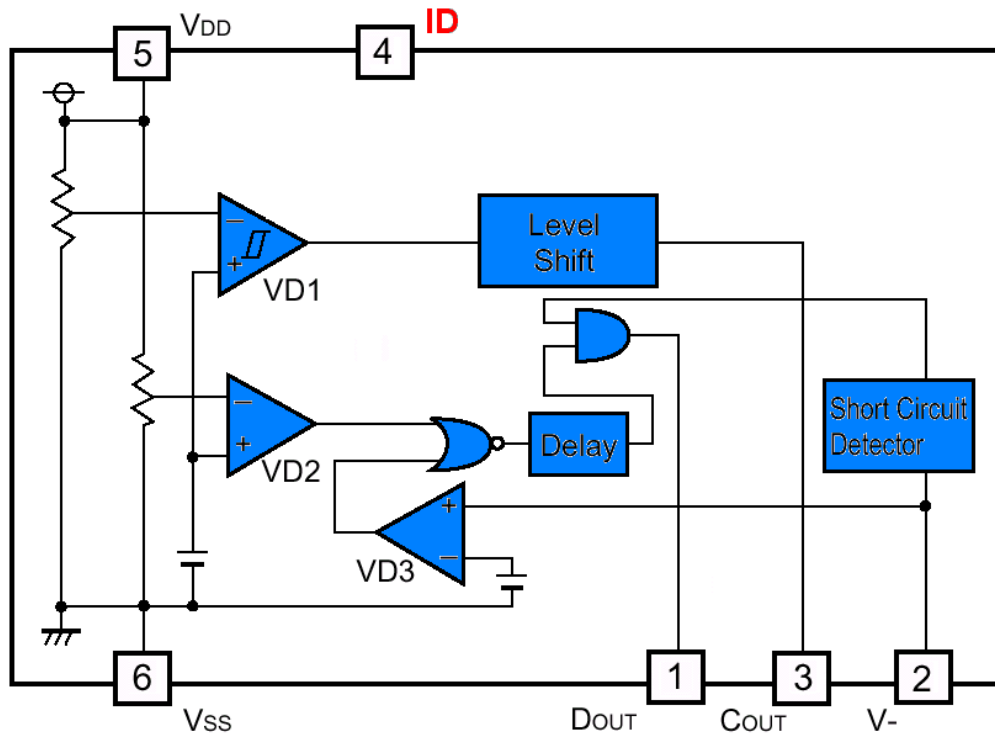 VDD
ID
5
4
−
+
VD1
Level
Shift
−
+
VD2
Delay
Short Circuit
Detector
+
−
VD3
6
1
3
2
VSS
DOUT
COUT
V-